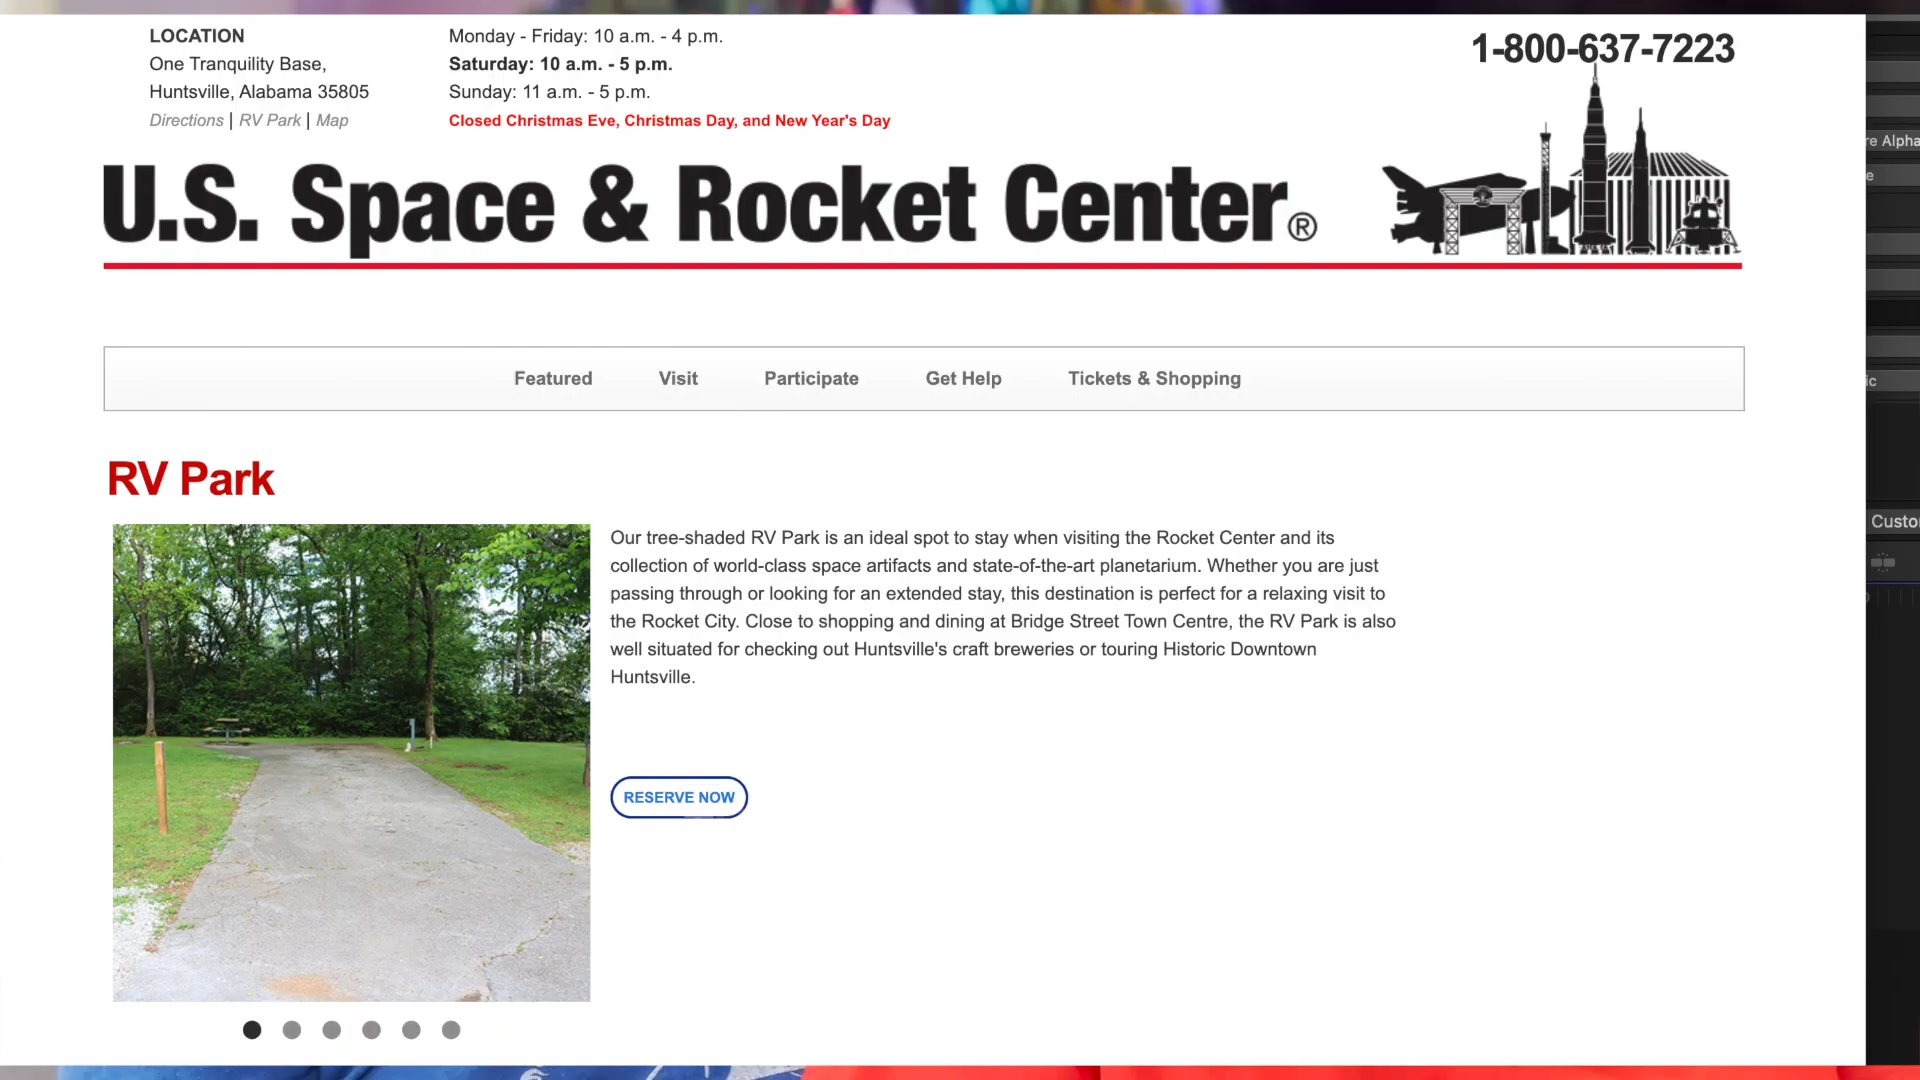 LOCATION
One Tranquility Base,
Huntsville, Alabama 35805
Directions | RV Park | Map
Monday - Friday: 10 a.m. - 4 p.m.
Saturday: 10 a.m. - 5 p.m.
Sunday: 11 a.m. - 5 p.m.
Closed Christmas Eve, Christmas Day, and New Year's Day
1-800-637-7223
U.S. Space & Rocket Center®
Featured
Visit
Participate
Get Help
Tickets & Shopping
RV Park
Our tree-shaded RV Park is an ideal spot to stay when visiting the Rocket Center and its
collection of world-class space artifacts and state-of-the-art planetarium. Whether you are just
passing through or looking for an extended stay, this destination is perfect for a relaxing visit to
the Rocket City. Close to shopping and dining at Bridge Street Town Centre, the RV Park is also
well situated for checking out Huntsville's craft breweries or touring Historic Downtown
Huntsville.
RESERVE NOW
re Alpha
e
ic
Custo